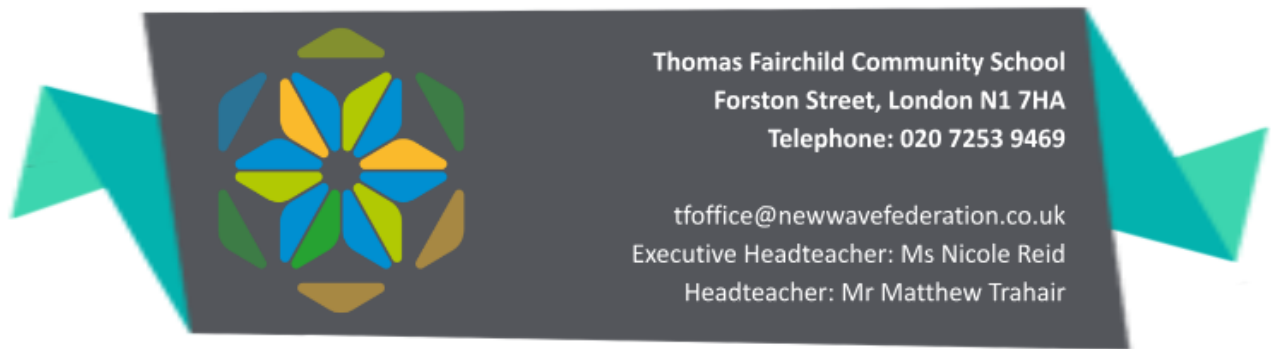 Thomas Fairchild Community School
Forston Street, London N1 7HA
Telephone: 020 7253 9469
tfoffice@newwavefederation.co.uk
Executive Headteacher: Ms Nicole Reid
Headteacher: Mr Matthew Trahair